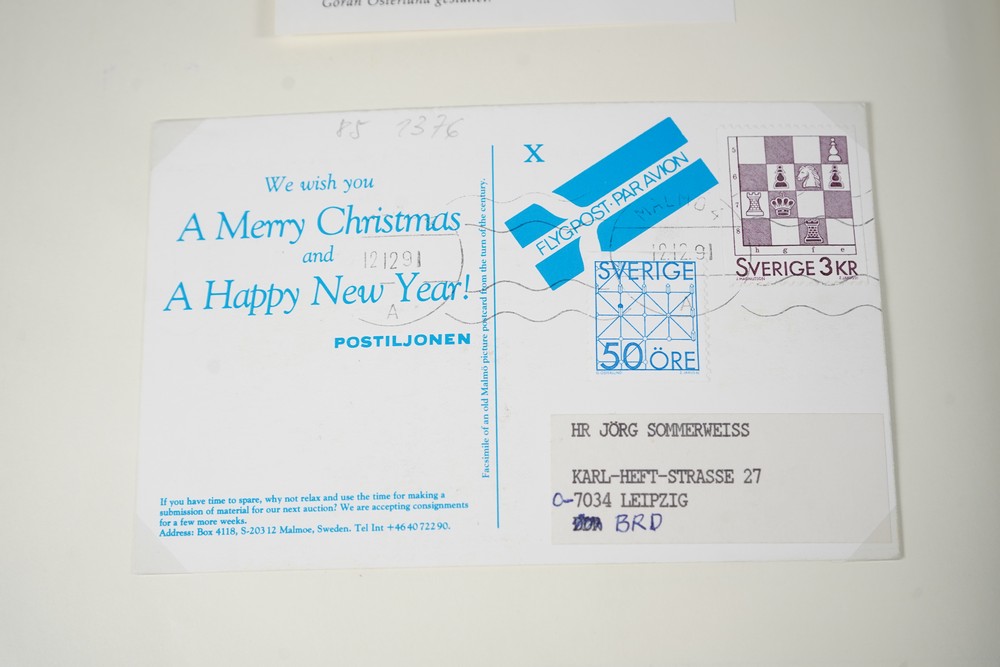 Göran Österlund gestaltet.
85 1376
We wish you
A Merry Christmas
and
A Happy New Year!
POSTILJONEN
12.12.91
A
If you have time to spare, why not relax and use the time for making a
submission of material for our next auction? We are accepting consignments
for a few more weeks.
Address: Box 4118, S-203 12 Malmoe, Sweden. Tel Int +46 40 722 90.
Facsimile of an old Malmö picture postcard from the turn of the century.
X
FLYGPOST·PAR AVION
MALMÖ
12.12.91
A
5
6
7
8
h g f e
SVERIGE 3 KR
SVERIGE
50 ÖRE
HR JÖRG SOMMERWEISS
KARL-HEFT-STRASSE 27
O-7034 LEIPZIG
BRD